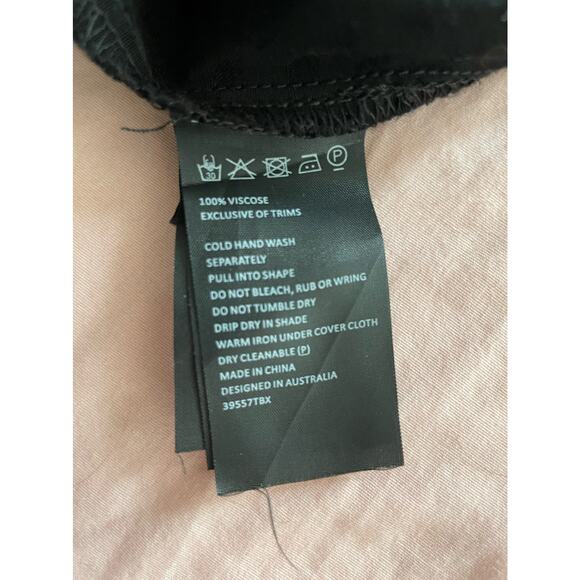 30 P
100% VISCOSE
EXCLUSIVE OF TRIMS
COLD HAND WASH
SEPARATELY
PULL INTO SHAPE
DO NOT BLEACH, RUB OR WRING
DO NOT TUMBLE DRY
DRIP DRY IN SHADE
WARM IRON UNDER COVER CLOTH
DRY CLEANABLE (P)
MADE IN CHINA
DESIGNED IN AUSTRALIA
39557TBX